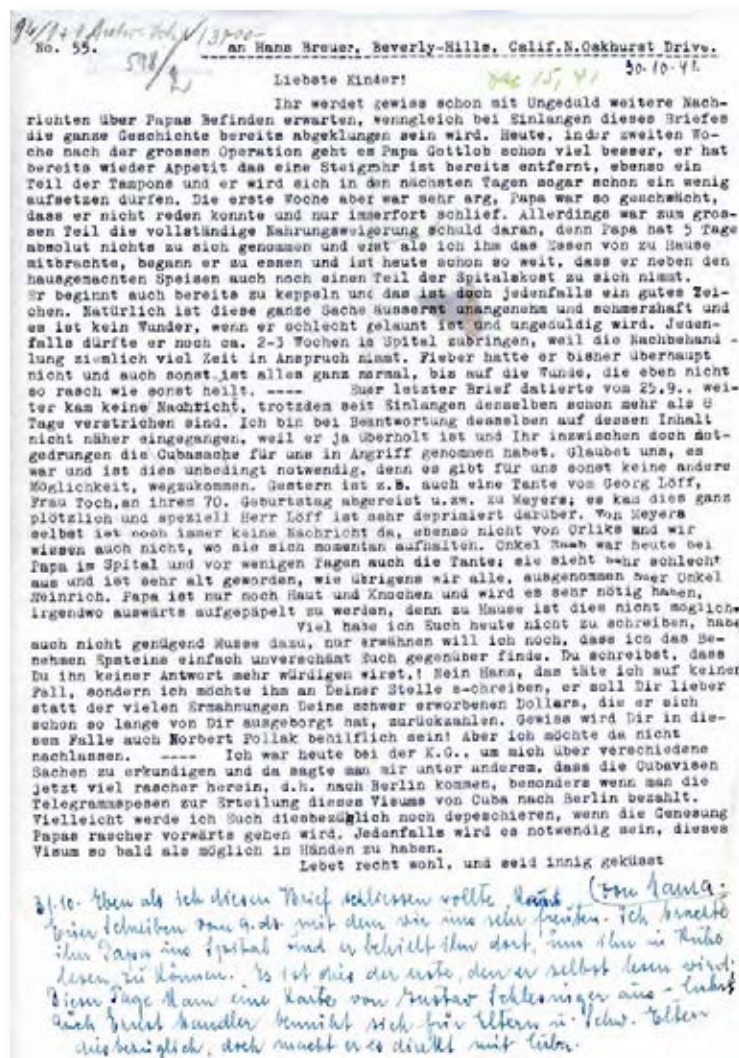 No. 55. an Hans Breuer, Beverly-Hills, Calif.N.Oakhurst Drive.
30-10-41.
Liebste Kinder! Dec 15, 41
Ihr werdet gewiss schon mit Ungeduld weitere Nach-
richten über Papas Befinden erwarten, wenngleich bei Einlangen dieses Briefes
die ganze Geschichte bereits abgeklungen sein wird. Heute, inder zweiten Wo-
che nach der grossen Operation geht es Papa Gottlob schon viel besser, er hat
bereits wieder Appetit das eine Steigrohr ist bereits entfernt, ebenso ein
Teil der Tampons und er wird sich in den nächsten Tagen sogar schon ein wenig
aufsetzen dürfen. Die erste Woche aber war sehr arg, Papa war so geschwächt,
dass er nicht reden konnte und nur immerfort schlief. Allerdings war zum gros-
sen Teil die vollständige Nahrungsweigerung schuld daran, denn Papa hat 5 Tage
absolut nichts zu sich genommen und erst als ich ihm das Essen von zu Hause
mitbrachte, begann er zu essen und ist heute schon so weit, dass er neben den
hausgemachten Speisen auch noch einen Teil der Spitalskost zu sich nimmt.
Er beginnt auch bereits zu keppeln und das ist doch jedenfalls ein gutes Zei-
chen. Natürlich ist diese ganze Sache äusserst unangenehm und schmerzhaft und
es ist kein Wunder, wenn er schlecht gelaunt ist und ungeduldig wird. Jeden-
falls dürfte er noch ca. 2-3 Wochen im Spital zubringen, weil die Nachbehand -
lung ziemlich viel Zeit in Anspruch nimmt. Fieber hatte er bisher überhaupt
nicht und auch sonst ist alles ganz normal, bis auf die Wunde, die eben nicht
so rasch wie sonst heilt. ---- Euer letzter Brief datierte vom 25.9., wei-
ter kam keine Nachricht, trotzdem seit Einlangen desselben schon mehr als 8
Tage verstrichen sind. Ich bin bei Beantwortung desselben auf dessen Inhalt
nicht näher eingegangen, weil er ja überholt ist und Ihr inzwischen doch not-
gedrungen die Cubasache für uns in Angriff genommen habet. Glaubet uns, es
war und ist dies unbedingt notwendig, denn es gibt für uns sonst keine andere
Möglichkeit, wegzukommen. Gestern ist z.B. auch eine Tante von Georg Löff,
Frau Toch,an ihrem 70. Geburtstag abgereist u.zw. zu Meyers; es kam dies ganz
plötzlich und speziell Herr Löff ist sehr deprimiert darüber. Von Meyers
selbst ist noch immer keine Nachricht da, ebenso nicht von Orliks und wir
wissen auch nicht, wo sie sich momentan aufhalten. Onkel war heute bei
Papa im Spital und vor wenigen Tagen auch die Tante; sie sieht sehr schlecht
aus und ist sehr alt geworden, wie übrigens wir alle, ausgenommen Onkel
Heinrich. Papa ist nur noch Haut und Knochen und wird es sehr nötig haben,
irgendwo auswärts aufgepäpelt zu werden, denn zu Hause ist dies nicht möglich.
Viel habe ich Euch heute nicht zu schreiben, habe
auch nicht genügend Musse dazu, nur erwähnen will ich noch, dass ich das Be-
nehmen Epsteins einfach unverschämt Euch gegenüber finde. Du schreibst, dass
Du ihn keiner Antwort mehr würdigen wirst.! Nein Hans, das täte ich auf keinen
Fall, sondern ich möchte ihm an Deiner Stelle s-chreiben, er soll Dir lieber
statt der vielen Ermahnungen Deine schwer erworbenen Dollars, die er sich
schon so lange von Dir ausgeborgt hat, zurückzahlen. Gewiss wird Dir in die-
sem Falle auch Norbert Pollak behilflich sein! Aber ich möchte da nicht
nachlassen. ---- Ich war heute bei der K.G., um mich über verschiedene
Sachen zu erkundigen und da sagte man mir unter anderem, dass die Cubavisen
jetzt viel rascher herein, d.h. nach Berlin kommen, besonders wenn man die
Telegrammspesen zur Erteilung dieses Visums von Cuba nach Berlin bezahlt.
Vielleicht werde ich Euch diesbezüglich noch depeschieren, wenn die Genesung
Papas rascher vorwärts gehen wird. Jedenfalls wird es notwendig sein, dieses
Visum so bald als möglich in Händen zu haben.
Lebet recht wohl, und seid innig geküsst
(von Mama.
31.10. Eben als ich diesen Brief schliessen wollte, kam
Euer Schreiben vom 9.ds. mit dem wir uns sehr freuten. Ich brachte
ihn Papa ins Spital und er behielt ihn dort, um ihn in Ruhe
lesen zu können. Es ist dies der erste, den er selbst lesen wird.
Dieser Tage kam eine Karte von Gustav Schlesinger aus
auch Ernst Kandler bemüht sich für Eltern u. Schw. Eltern
diesbezüglich, doch macht er es direkt mit Cuba.